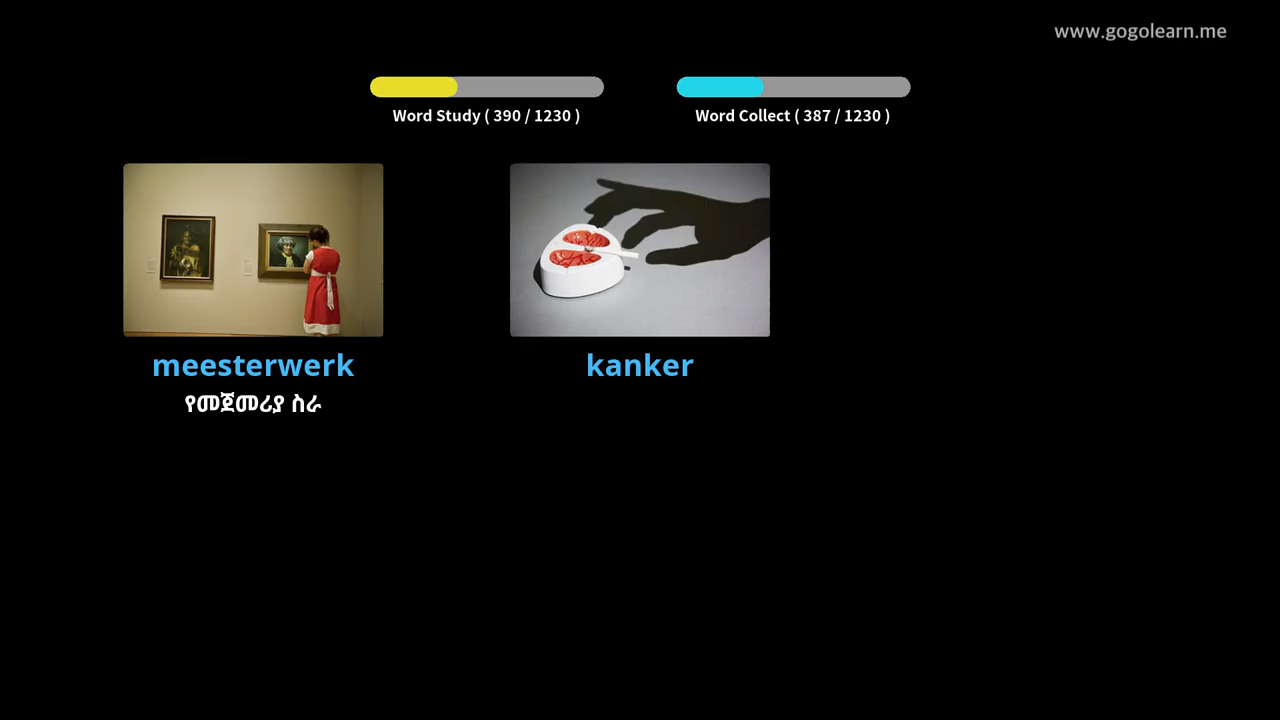 www.gogolearn.me
Word Study ( 390 / 1230 )
Word Collect ( 387 / 1230 )
meesterwerk
kanker
የመጀመሪያ ስራ